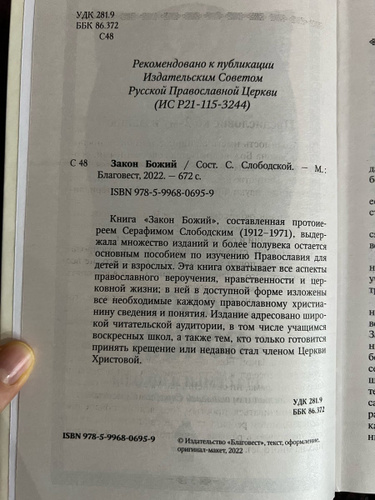 УДК 281.9
ББК 86.372
С48
Рекомендовано к публикации
Издательским Советом
Русской Православной Церкви
(ИС Р21-115-3244)
С 48 Закон Божий / Сост. С. Слободской. — М.:
Благовест, 2022. — 672 с.
ISBN 978-5-9968-0695-9
Книга «Закон Божий», составленная протоие-
реем Серафимом Слободским (1912–1971), выдер-
жала множество изданий и более полувека остается
основным пособием по изучению Православия для
детей и взрослых. Эта книга охватывает все аспекты
православного вероучения, нравственности и цер-
ковной жизни; в ней в доступной форме изложены
все необходимые каждому православному христиа-
нину сведения и понятия. Издание адресовано широ-
кой читательской аудитории, в том числе учащимся
воскресных школ, а также тем, кто только готовится
принять крещение или недавно стал членом Церкви
Христовой.
УДК 281.9
ББК 86.372
ISBN 978-5-9968-0695-9
© Издательство «Благовест», текст, оформление,
оригинал-макет, 2022